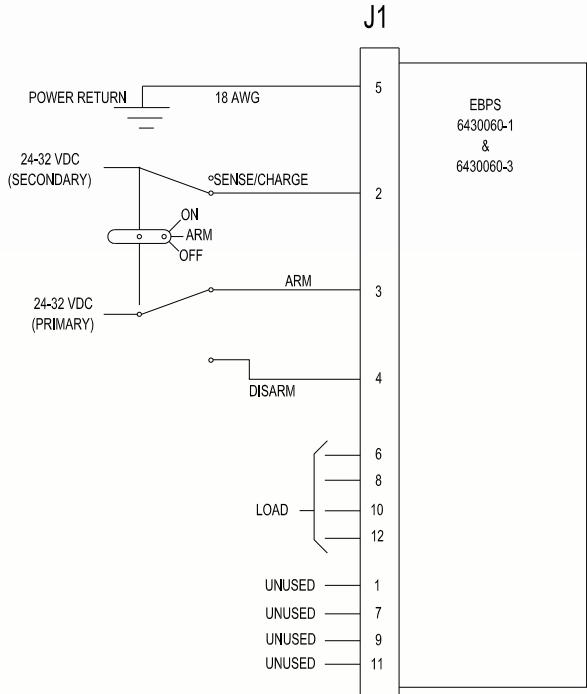 J1
POWER RETURN
18 AWG
5
EBPS
6430060-1
&
6430060-3
24-32 VDC
(SECONDARY)
SENSE/CHARGE
2
ON
ARM
OFF
24-32 VDC
(PRIMARY)
ARM
3
DISARM
4
LOAD
6
8
10
12
UNUSED
1
UNUSED
7
UNUSED
9
UNUSED
11